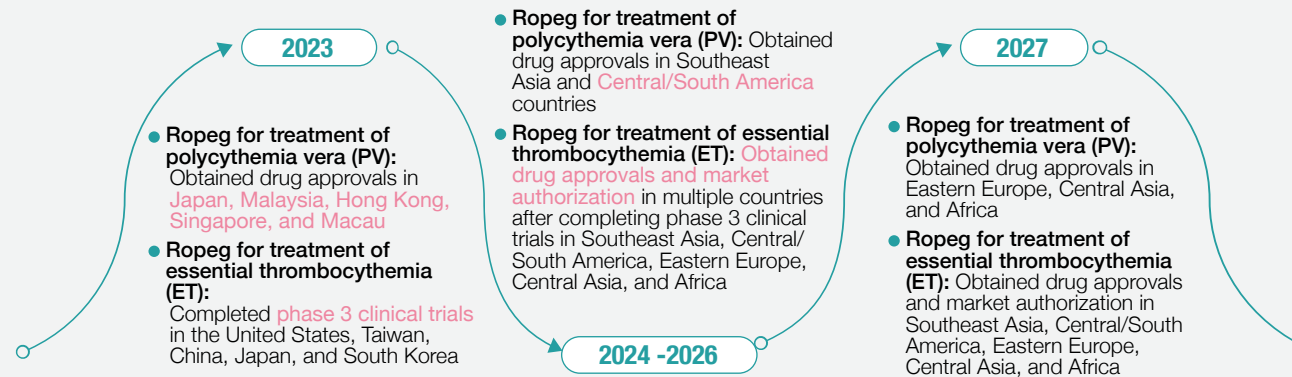 2023
Ropeg for treatment of
polycythemia vera (PV):
Obtained drug approvals in
Japan, Malaysia, Hong Kong,
Singapore, and Macau
Ropeg for treatment of
essential thrombocythemia
(ET):
Completed phase 3 clinical trials
in the United States, Taiwan,
China, Japan, and South Korea
Ropeg for treatment of
polycythemia vera (PV): Obtained
drug approvals in Southeast
Asia and Central/South America
countries
Ropeg for treatment of essential
thrombocythemia (ET): Obtained
drug approvals and market
authorization in multiple countries
after completing phase 3 clinical
trials in Southeast Asia, Central/
South America, Eastern Europe,
Central Asia, and Africa
2024 -2026
2027
Ropeg for treatment of
polycythemia vera (PV):
Obtained drug approvals in
Eastern Europe, Central Asia,
and Africa
Ropeg for treatment of
essential thrombocythemia
(ET): Obtained drug approvals
and market authorization in
Southeast Asia, Central/South
America, Eastern Europe,
Central Asia, and Africa